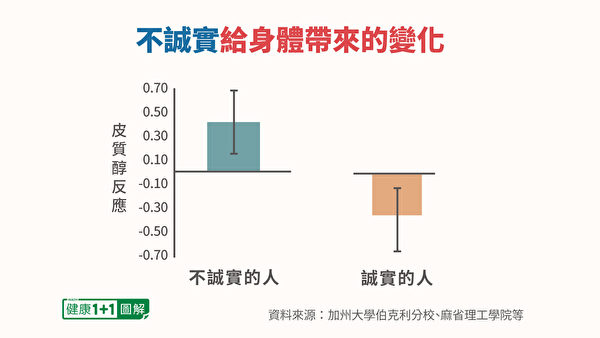 不誠實給身體帶來的變化
皮質醇反應
0.70
0.50
0.30
0.10
-0.10
-0.30
-0.50
-0.70
不誠實的人
誠實的人
健康1+1圖解
資料來源：加州大學伯克利分校、麻省理工學院等